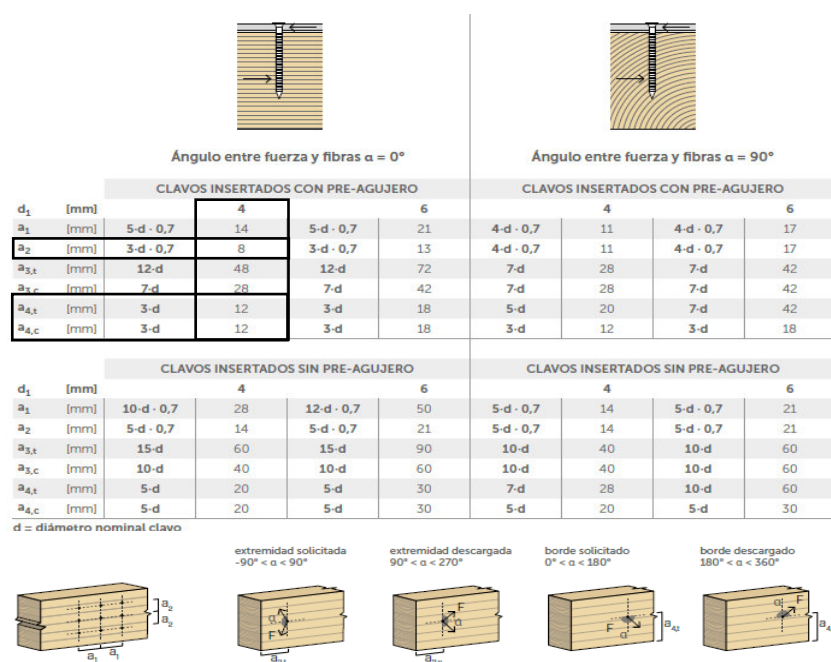 Ángulo entre fuerza y fibras α = 0°
Ángulo entre fuerza y fibras α = 90°
CLAVOS INSERTADOS CON PRE-AGUJERO
CLAVOS INSERTADOS CON PRE-AGUJERO
d1 [mm] 4 6 4 6
a1 [mm] 5·d · 0,7 14 5·d · 0,7 21 4·d · 0,7 11 4·d · 0,7 17
a2 [mm] 3·d · 0,7 8 3·d · 0,7 13 4·d · 0,7 11 4·d · 0,7 17
a3,t [mm] 12·d 48 12·d 72 7·d 28 7·d 42
a3,c [mm] 7·d 28 7·d 42 7·d 28 7·d 42
a4,t [mm] 3·d 12 3·d 18 5·d 20 7·d 42
a4,c [mm] 3·d 12 3·d 18 3·d 12 3·d 18
CLAVOS INSERTADOS SIN PRE-AGUJERO
CLAVOS INSERTADOS SIN PRE-AGUJERO
d1 [mm] 4 6 4 6
a1 [mm] 10·d · 0,7 28 12·d · 0,7 50 5·d · 0,7 14 5·d · 0,7 21
a2 [mm] 5·d · 0,7 14 5·d · 0,7 21 5·d · 0,7 14 5·d · 0,7 21
a3,t [mm] 15·d 60 15·d 90 10·d 40 10·d 60
a3,c [mm] 10·d 40 10·d 60 10·d 40 10·d 60
a4,t [mm] 5·d 20 5·d 30 7·d 28 10·d 60
a4,c [mm] 5·d 20 5·d 30 5·d 20 5·d 30
d = diámetro nominal clavo
extremidad solicitada
-90° < α < 90°
extremidad descargada
90° < α < 270°
borde solicitado
0° < α < 180°
borde descargado
180° < α < 360°
a2
a2
a1 a1
α
F
F
α
F
α
a4,t
α
F